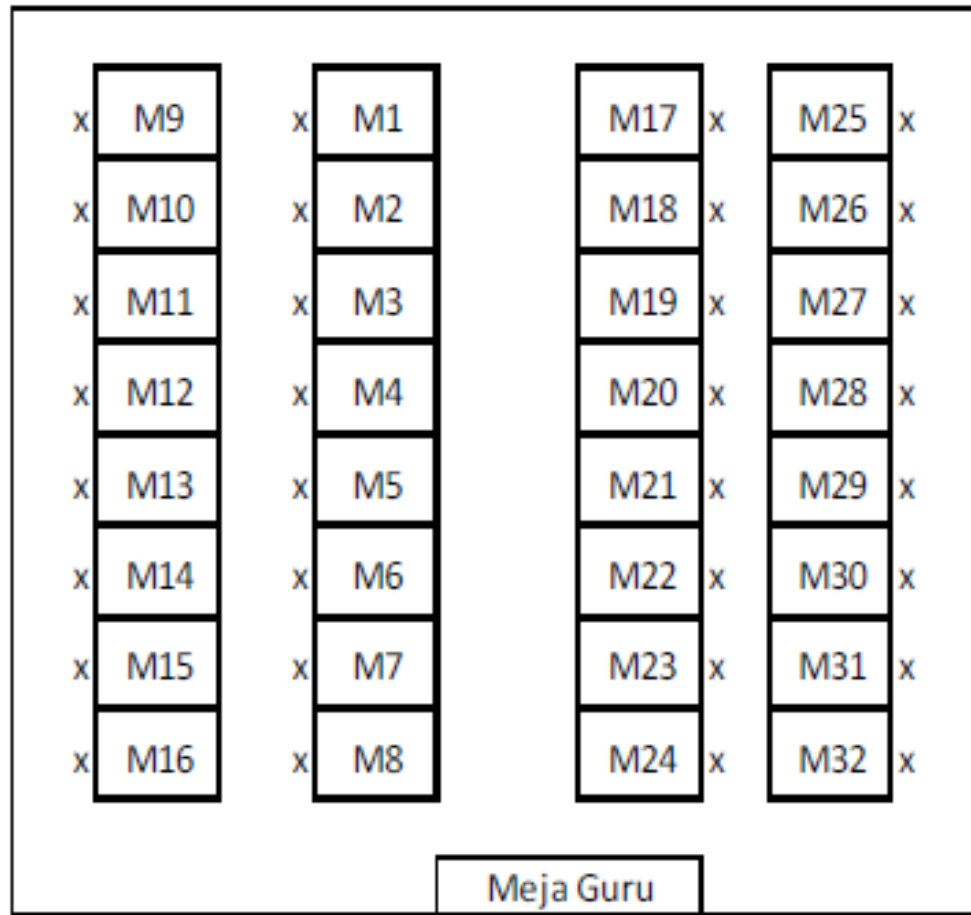 x M9 x M1 M17 x M25 x
x M10 x M2 M18 x M26 x
x M11 x M3 M19 x M27 x
x M12 x M4 M20 x M28 x
x M13 x M5 M21 x M29 x
x M14 x M6 M22 x M30 x
x M15 x M7 M23 x M31 x
x M16 x M8 M24 x M32 x
Meja Guru